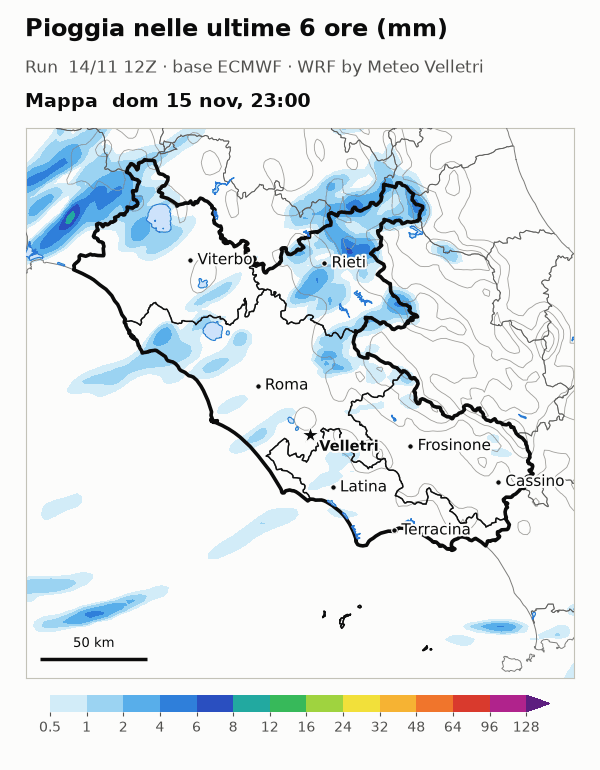 Pioggia nelle ultime 6 ore (mm)
Run  14/11 12Z · base ECMWF · WRF by Meteo Velletri
Mappa  dom 15 nov, 23:00
Viterbo
Rieti
Roma
Velletri
Frosinone
Latina
Cassino
Terracina
50 km
0.5 1 2 4 6 8 12 16 24 32 48 64 96 128